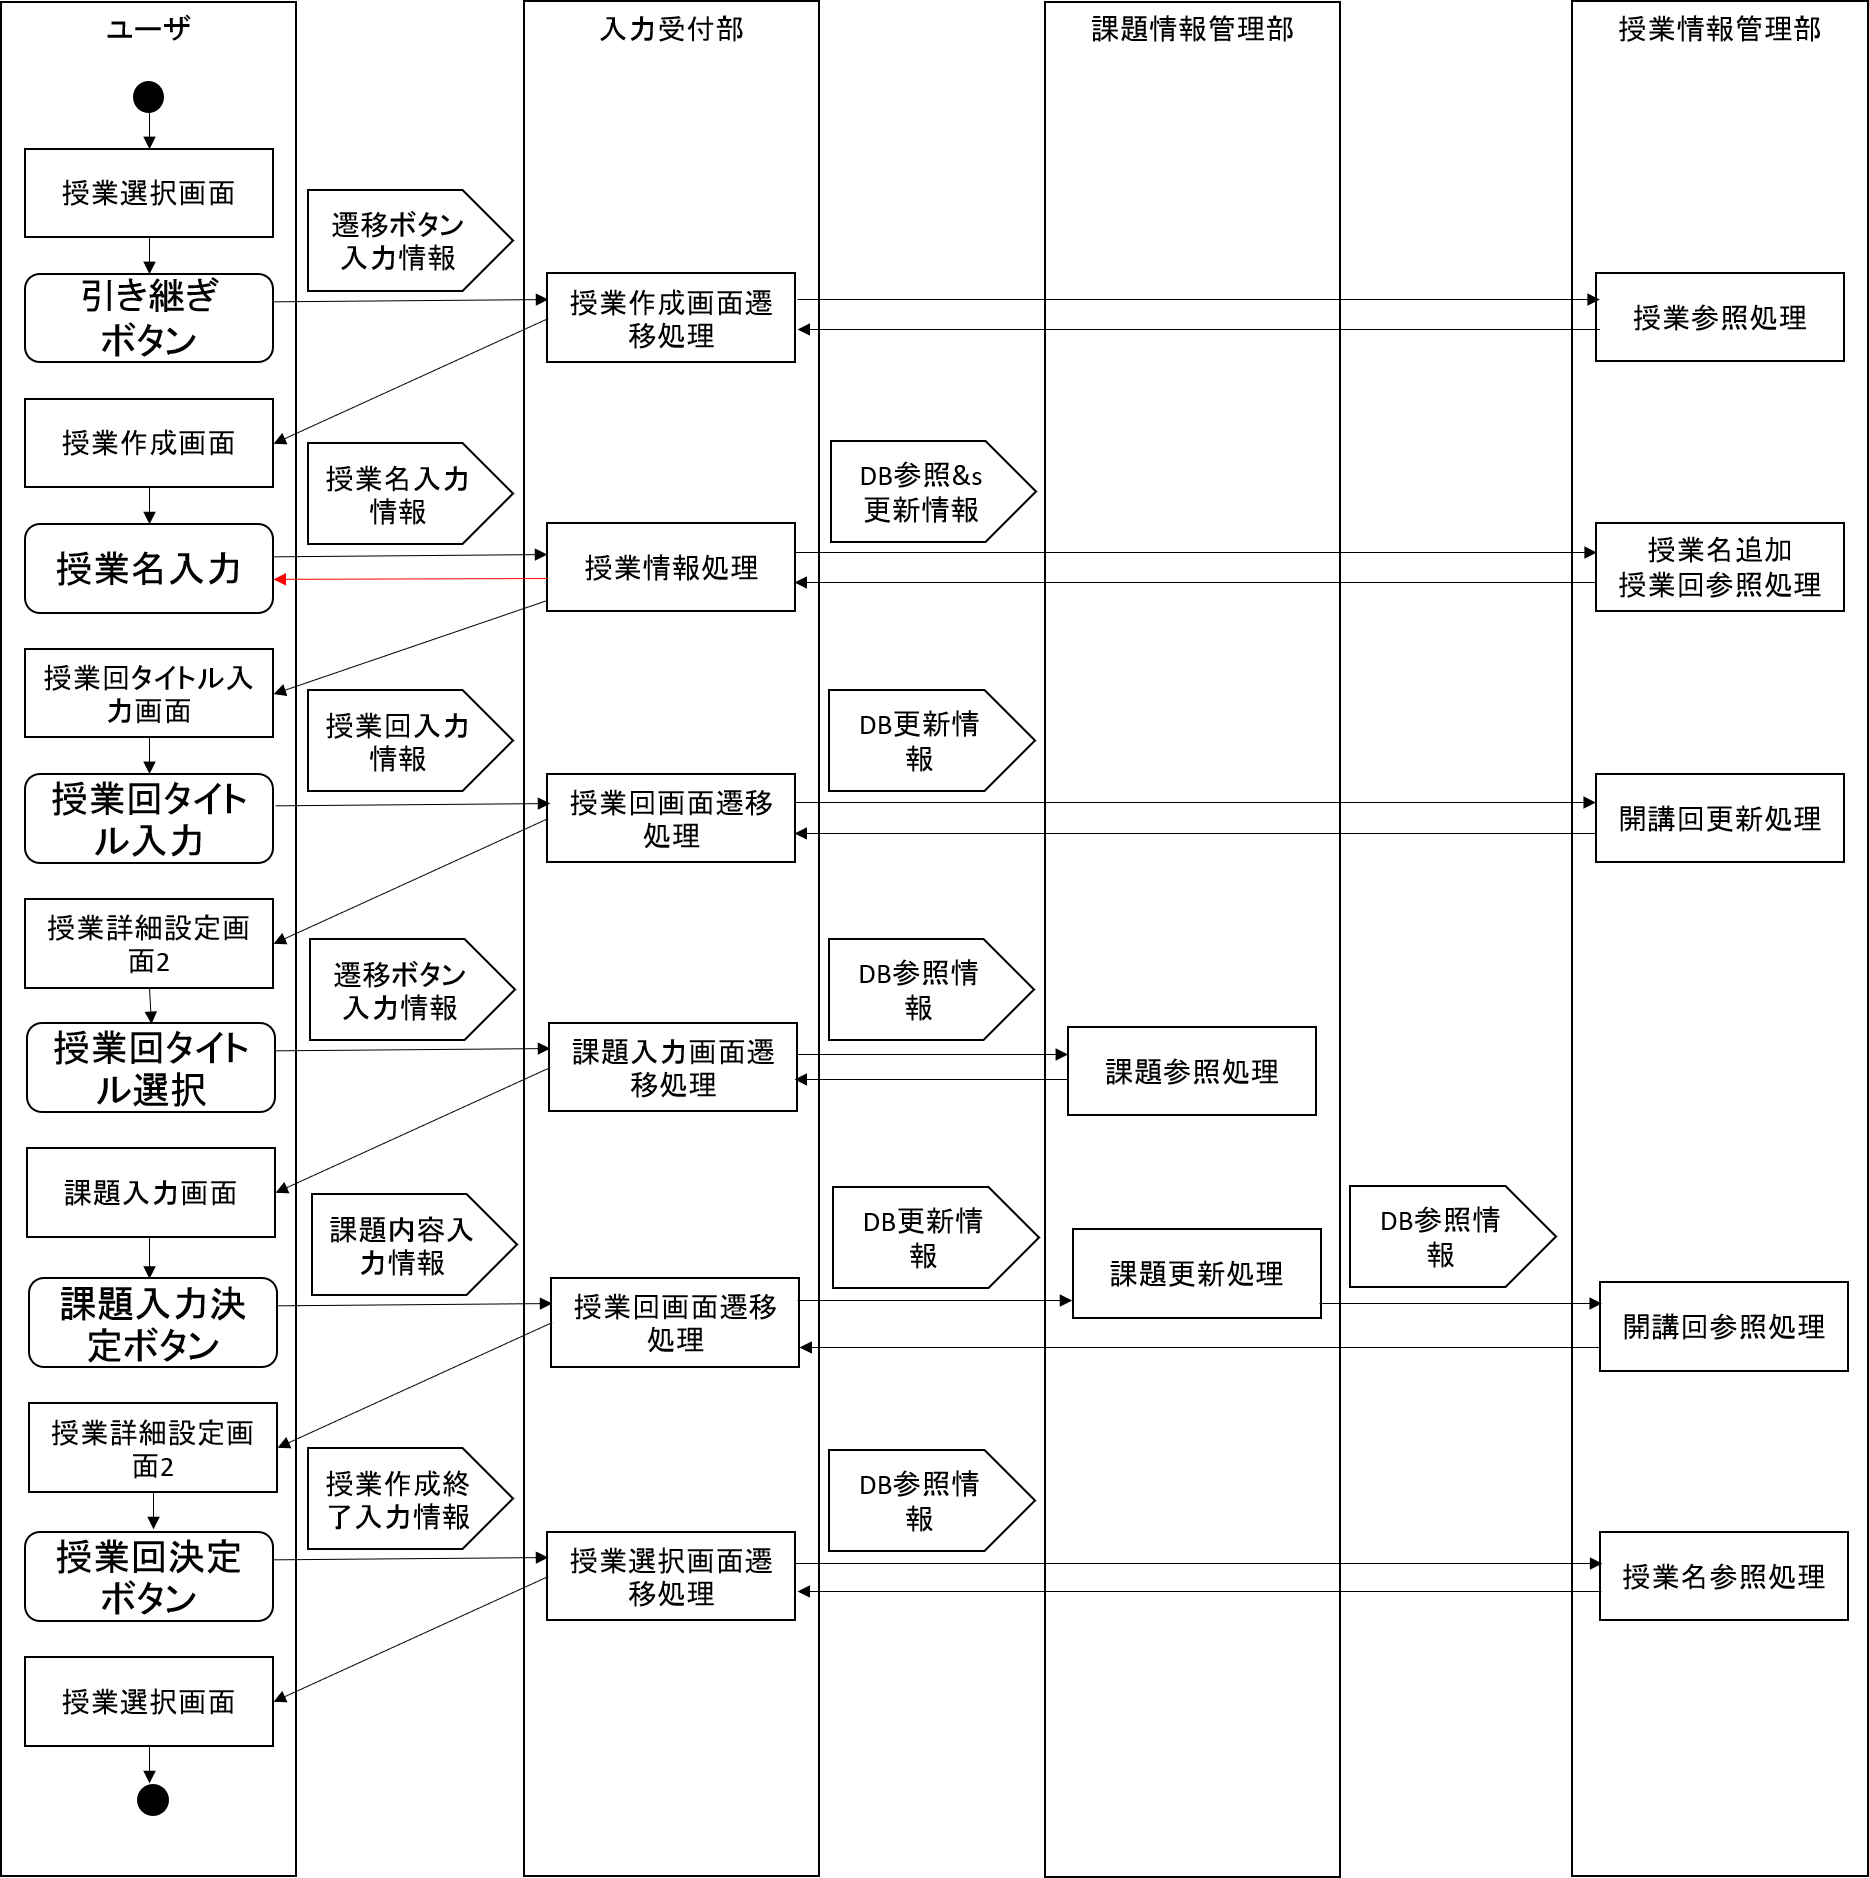 ユーザ
入力受付部
課題情報管理部
授業情報管理部
授業選択画面
遷移ボタン
入力情報
引き継ぎ
ボタン
授業作成画面遷
移処理
授業参照処理
授業作成画面
授業名入力
情報
DB参照&s
更新情報
授業名入力
授業情報処理
授業名追加
授業回参照処理
授業回タイトル入
力画面
授業回入力
情報
DB更新情
報
授業回タイト
ル入力
授業回画面遷移
処理
開講回更新処理
授業詳細設定画
面2
遷移ボタン
入力情報
DB参照情
報
授業回タイト
ル選択
課題入力画面遷
移処理
課題参照処理
課題入力画面
課題内容入
力情報
DB更新情
報
課題更新処理
DB参照情
報
課題入力決
定ボタン
授業回画面遷移
処理
開講回参照処理
授業詳細設定画
面2
授業作成終
了入力情報
DB参照情
報
授業回決定
ボタン
授業選択画面遷
移処理
授業名参照処理
授業選択画面